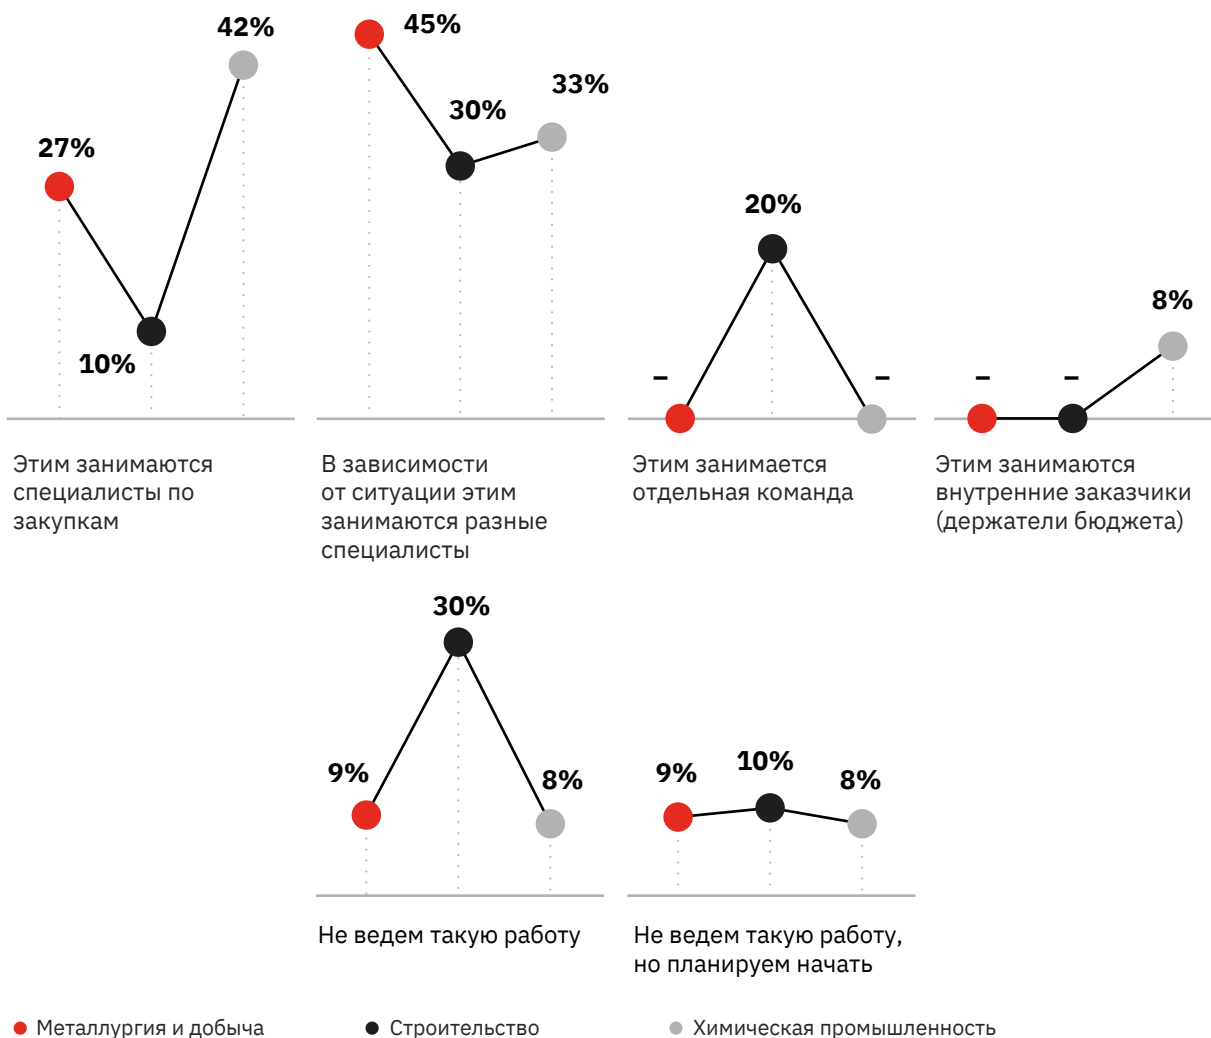 42%
45%
33%
30%
27%
10%
20%
–
–
–
–
8%
Этим занимаются
специалисты по
закупкам
В зависимости
от ситуации этим
занимаются разные
специалисты
Этим занимается
отдельная команда
Этим занимаются
внутренние заказчики
(держатели бюджета)
30%
9%
8%
9%
10%
8%
Не ведем такую работу
Не ведем такую работу,
но планируем начать
Металлургия и добыча
Строительство
Химическая промышленность